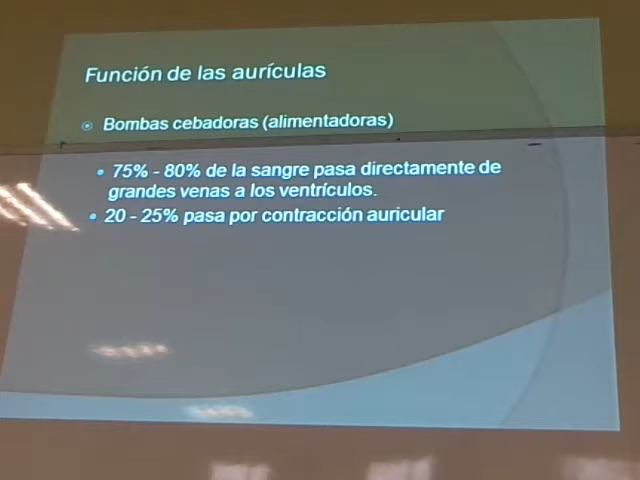 Función de las aurículas
Bombas cebadoras (alimentadoras)
75% - 80% de la sangre pasa directamente de
grandes venas a los ventrículos.
20 - 25% pasa por contracción auricular